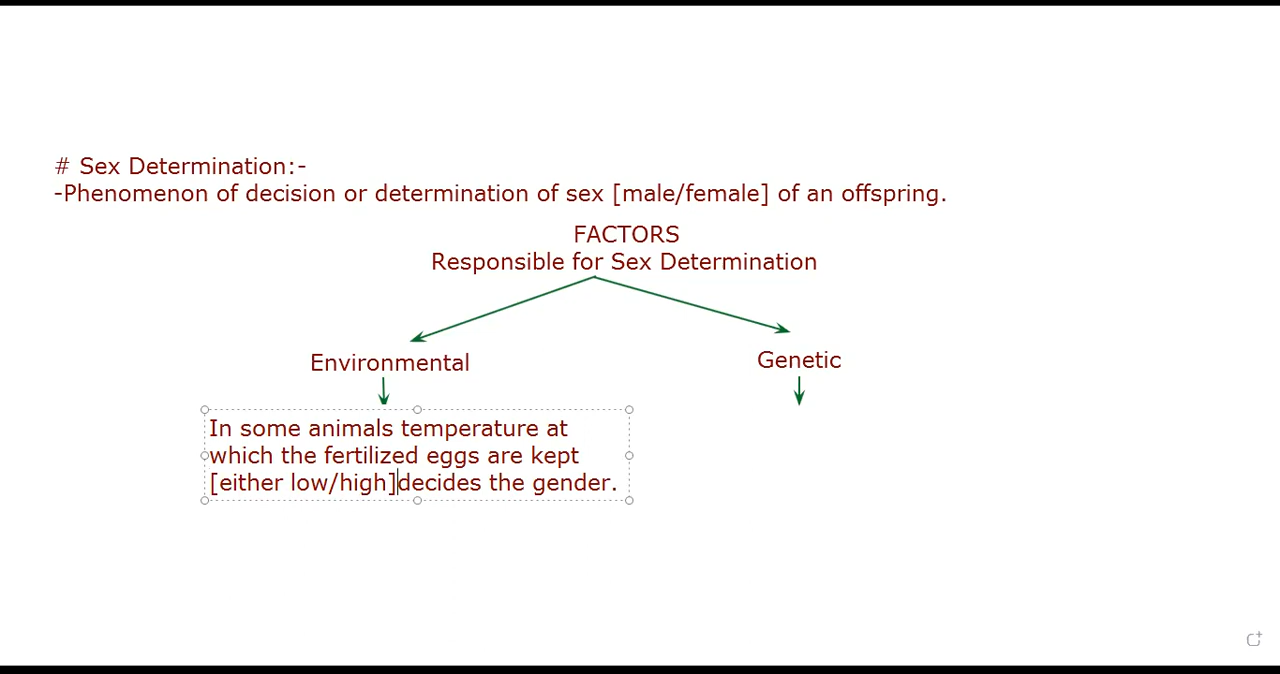 # Sex Determination:-
-Phenomenon of decision or determination of sex [male/female] of an offspring.
FACTORS
Responsible for Sex Determination
Environmental
Genetic
In some animals temperature at
which the fertilized eggs are kept
[either low/high]decides the gender.